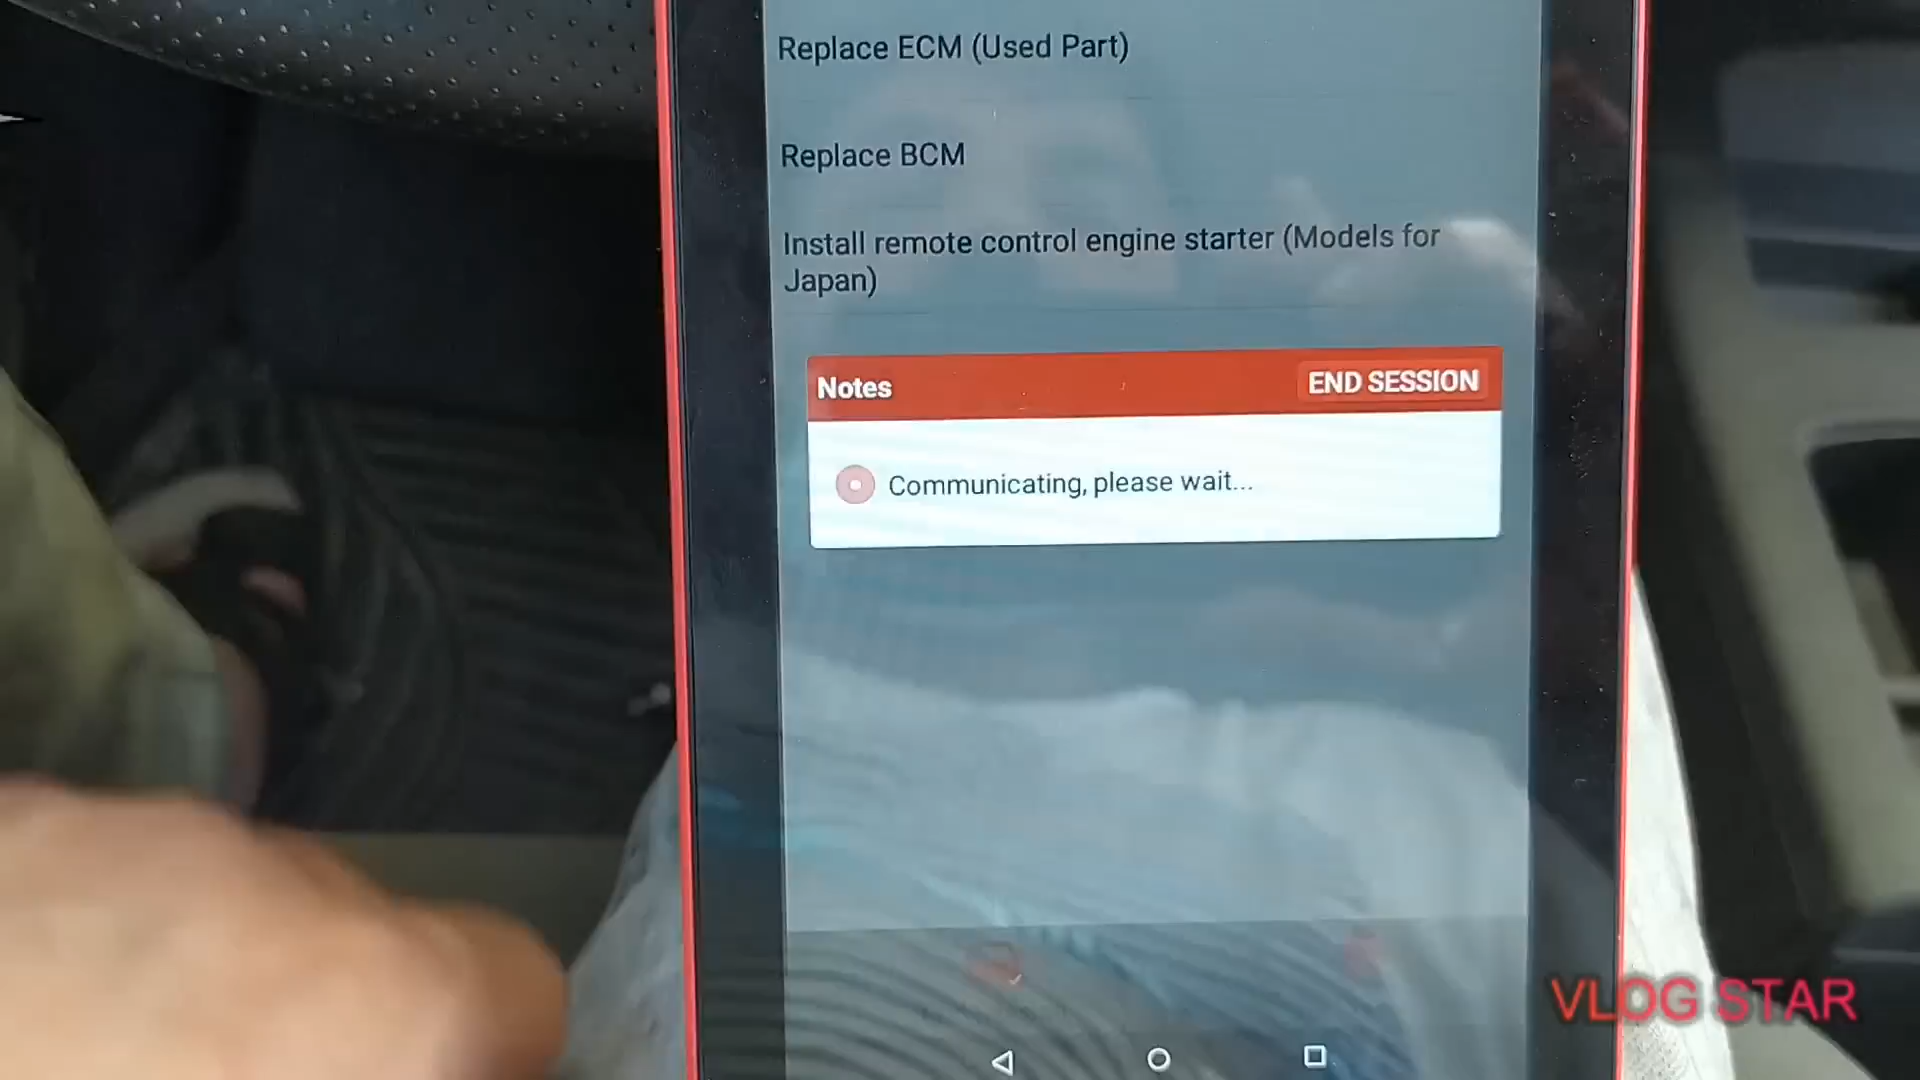 Replace ECM (Used Part)
Replace BCM
Install remote control engine starter (Models for
Japan)
Notes
END SESSION
Communicating, please wait...
VLOG STAR